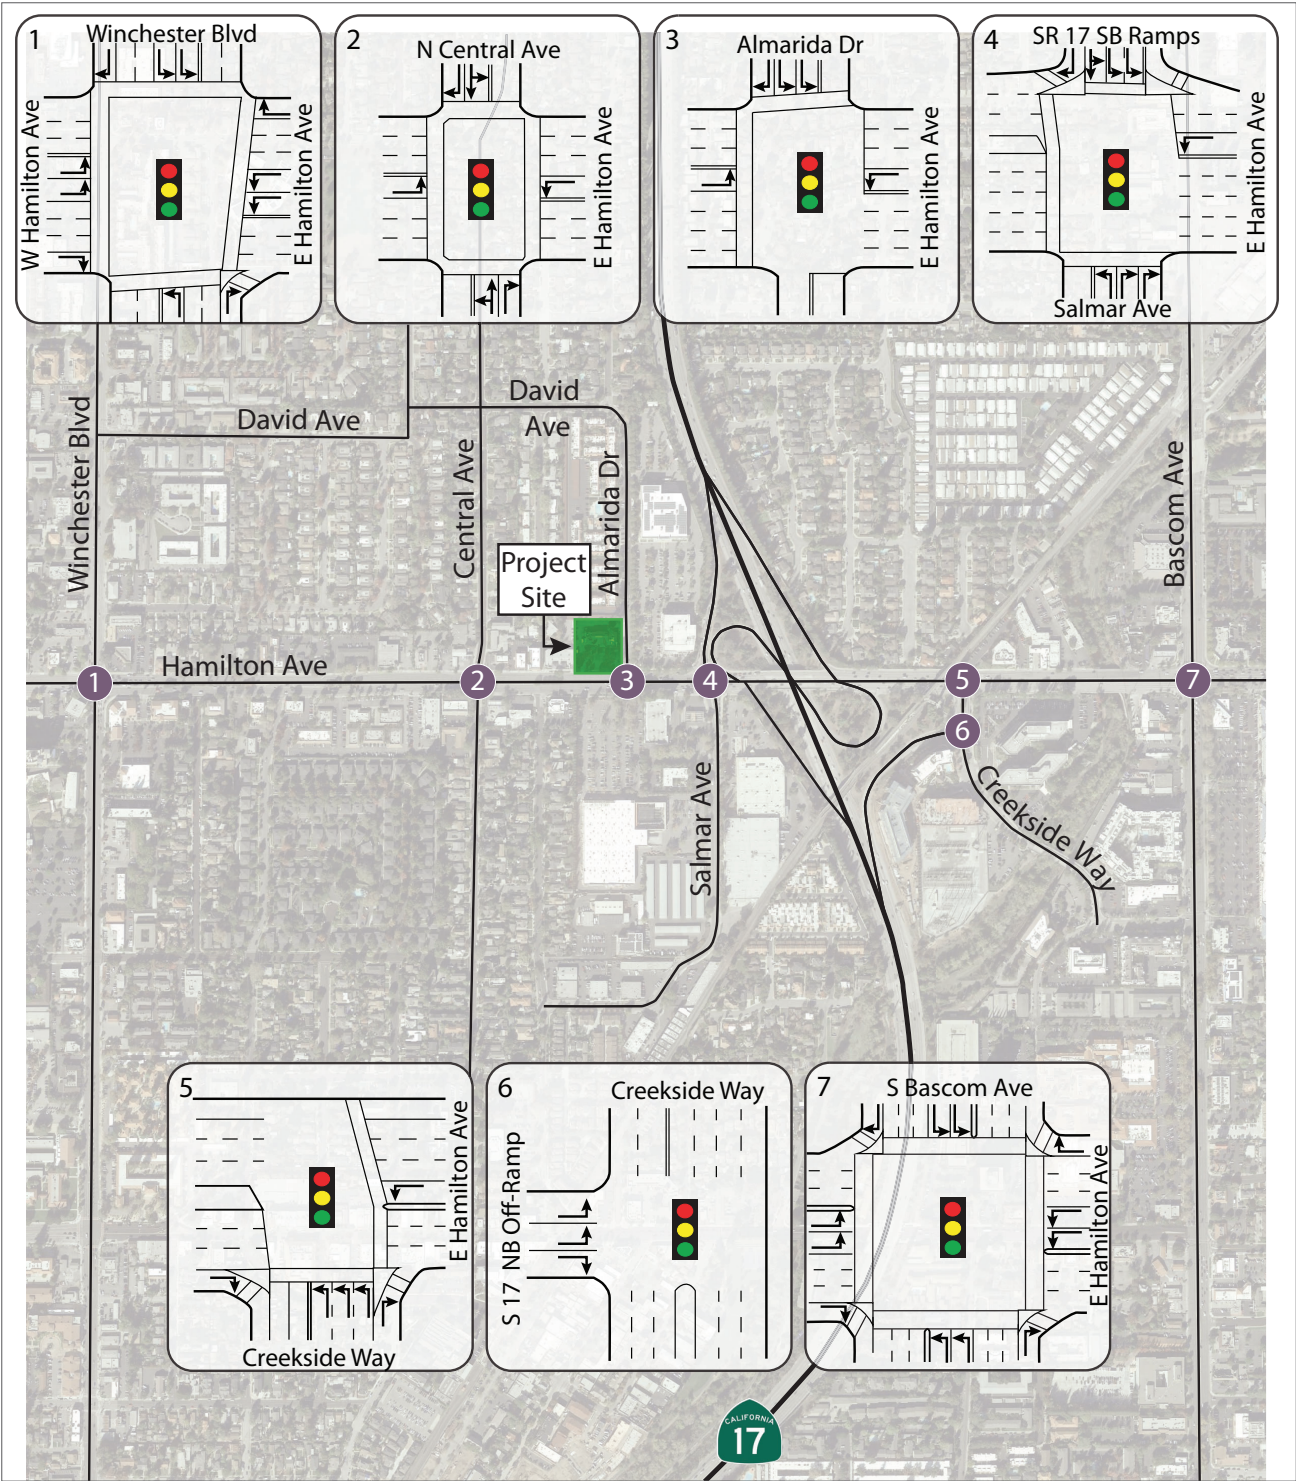 1
Winchester Blvd
W Hamilton Ave
E Hamilton Ave
2
N Central Ave
E Hamilton Ave
3
Almarida Dr
E Hamilton Ave
4
SR 17 SB Ramps
E Hamilton Ave
Salmar Ave
David Ave
David
Ave
Winchester Blvd
Central Ave
Almarida Dr
Bascom Ave
Project
Site
Hamilton Ave
1
2
3
4
5
7
6
Salmar Ave
Creekside Way
5
E Hamilton Ave
Creekside Way
6
Creekside Way
S 17 NB Off-Ramp
7
S Bascom Ave
E Hamilton Ave
CALIFORNIA
17